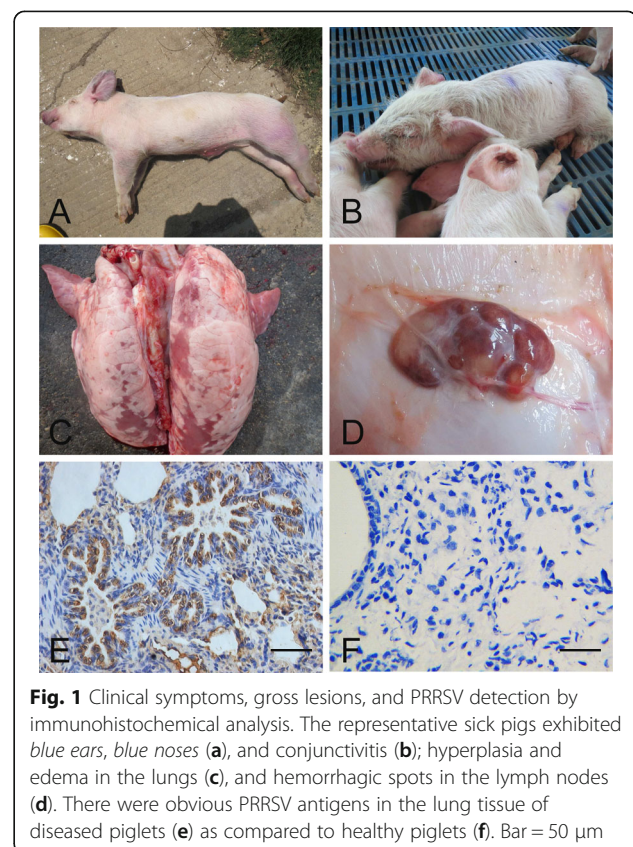 A
B
C
D
E
F
Fig. 1 Clinical symptoms, gross lesions, and PRRSV detection by
immunohistochemical analysis. The representative sick pigs exhibited
blue ears, blue noses (a), and conjunctivitis (b); hyperplasia and
edema in the lungs (c), and hemorrhagic spots in the lymph nodes
(d). There were obvious PRRSV antigens in the lung tissue of
diseased piglets (e) as compared to healthy piglets (f). Bar = 50 μm